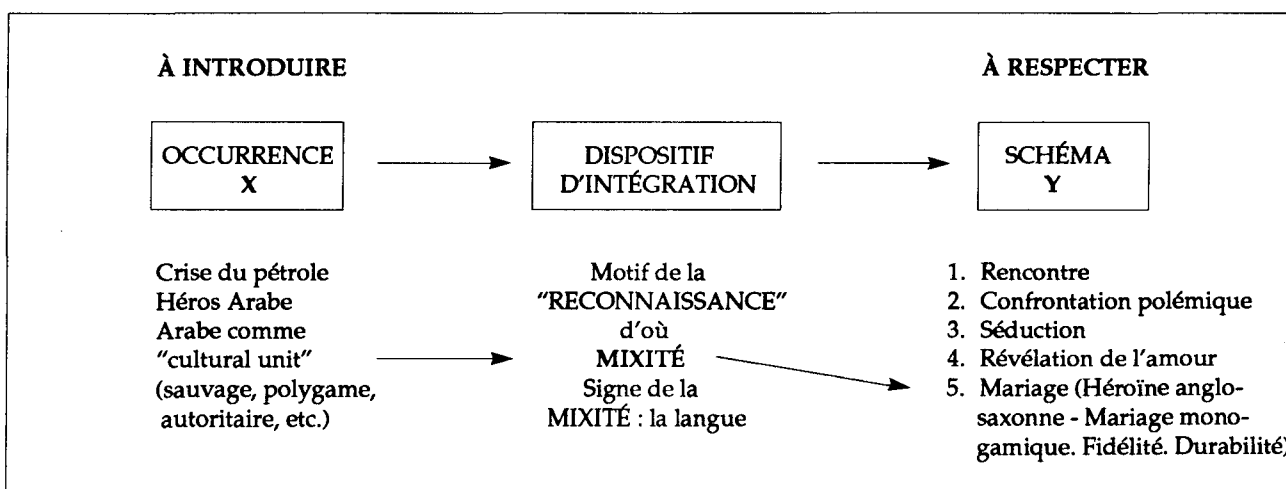 À INTRODUIRE
À RESPECTER
OCCURRENCE
X
DISPOSITIF
D'INTÉGRATION
SCHÉMA
Y
Crise du pétrole
Héros Arabe
Arabe comme
"cultural unit"
(sauvage, polygame,
autoritaire, etc.)
Motif de la
"RECONNAISSANCE"
d'où
MIXITÉ
Signe de la
MIXITÉ : la langue
1. Rencontre
2. Confrontation polémique
3. Séduction
4. Révélation de l'amour
5. Mariage (Héroïne anglo-
saxonne - Mariage mono-
gamique. Fidélité. Durabilité)